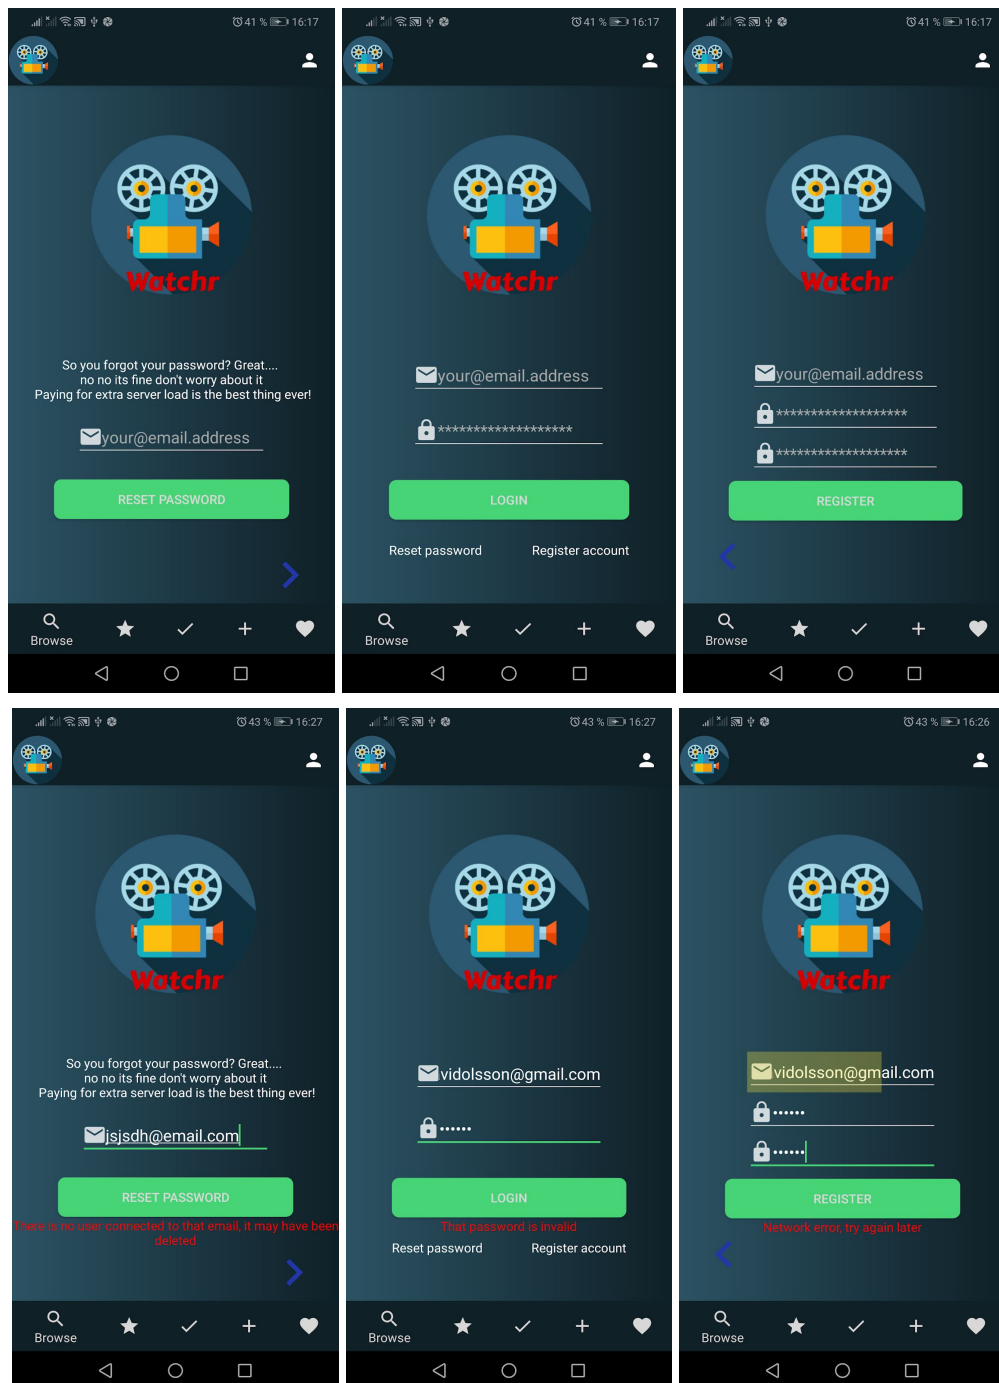 41 % 16:17
Watchr
So you forgot your password? Great....
no no its fine don't worry about it
Paying for extra server load is the best thing ever!
your@email.address
RESET PASSWORD
Browse
41 % 16:17
Watchr
your@email.address
*******************
LOGIN
Reset password Register account
Browse
41 % 16:17
Watchr
your@email.address
*******************
*******************
REGISTER
Browse
43 % 16:27
Watchr
So you forgot your password? Great....
no no its fine don't worry about it
Paying for extra server load is the best thing ever!
jsjsdh@email.com
RESET PASSWORD
There is no user connected to that email, it may have been
deleted
Browse
43 % 16:27
Watchr
vidolsson@gmail.com
••••••
LOGIN
That password is invalid
Reset password Register account
Browse
43 % 16:26
Watchr
vidolsson@gmail.com
••••••
••••••
REGISTER
Network error, try again later
Browse